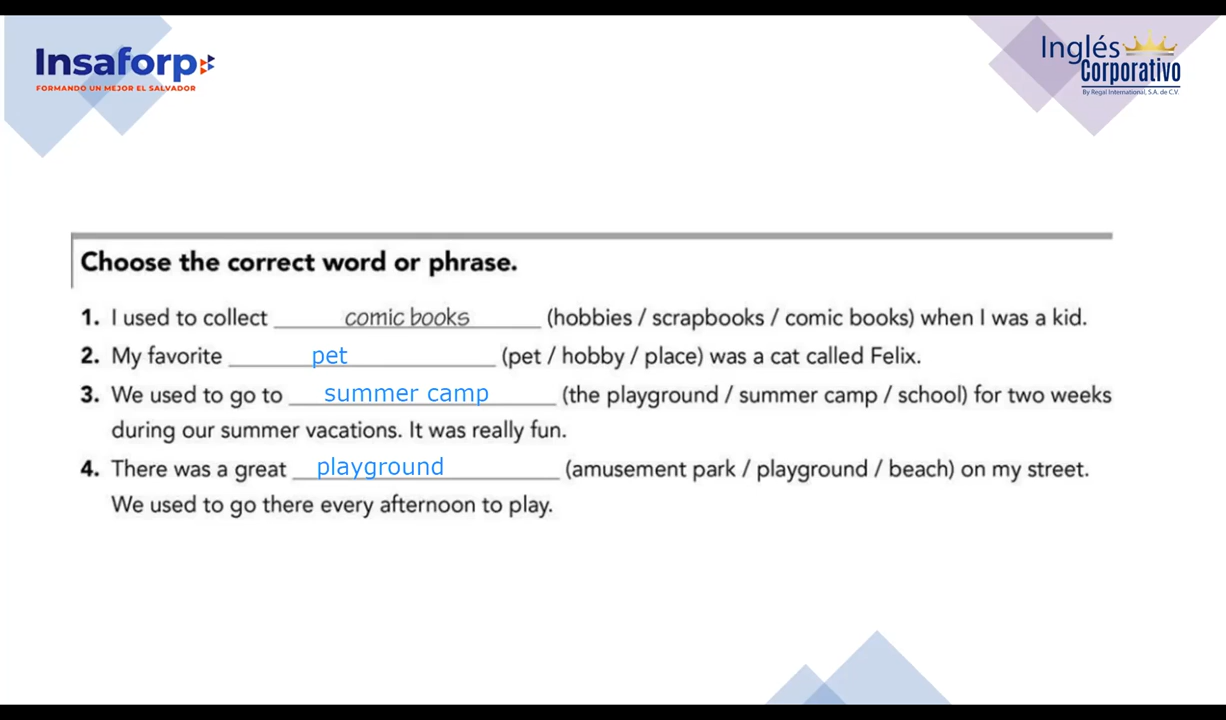 Insaforp
FORMANDO UN MEJOR EL SALVADOR
Inglés
Corporativo
By Regal International, S.A. de C.V.
Choose the correct word or phrase.
1. I used to collect comic books (hobbies / scrapbooks / comic books) when I was a kid.
2. My favorite pet (pet / hobby / place) was a cat called Felix.
3. We used to go to summer camp (the playground / summer camp / school) for two weeks
during our summer vacations. It was really fun.
4. There was a great playground (amusement park / playground / beach) on my street.
We used to go there every afternoon to play.